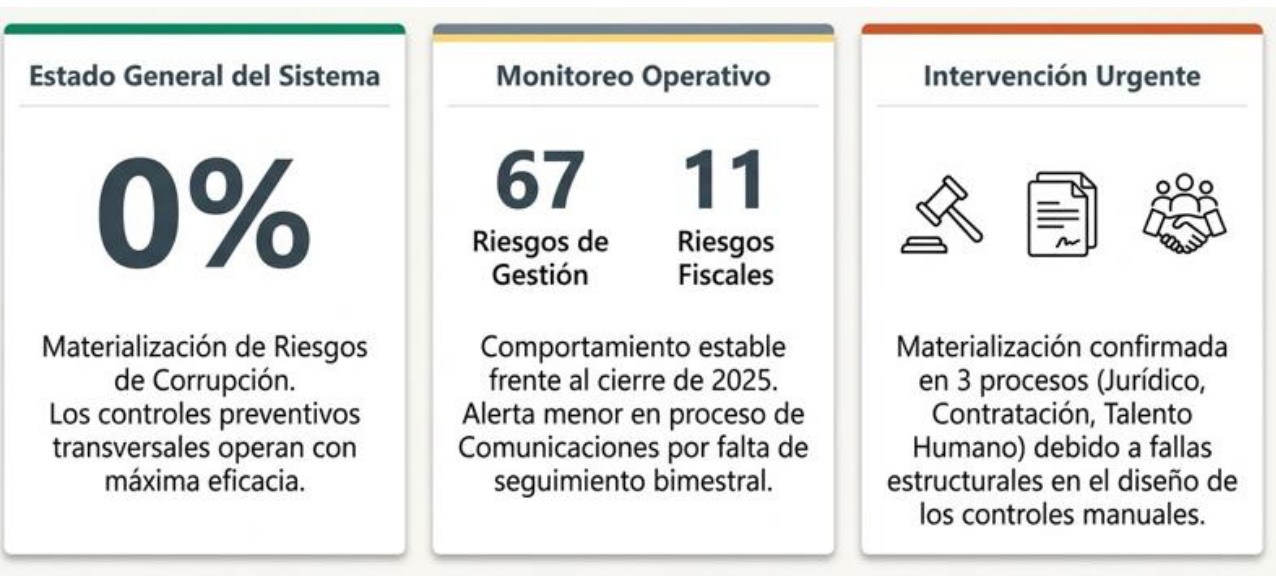 Estado General del Sistema
0%
Materialización de Riesgos
de Corrupción.
Los controles preventivos
transversales operan con
máxima eficacia.
Monitoreo Operativo
67
Riesgos de
Gestión
11
Riesgos
Fiscales
Comportamiento estable
frente al cierre de 2025.
Alerta menor en proceso de
Comunicaciones por falta de
seguimiento bimestral.
Intervención Urgente
Materialización confirmada
en 3 procesos (Jurídico,
Contratación, Talento
Humano) debido a fallas
estructurales en el diseño de
los controles manuales.